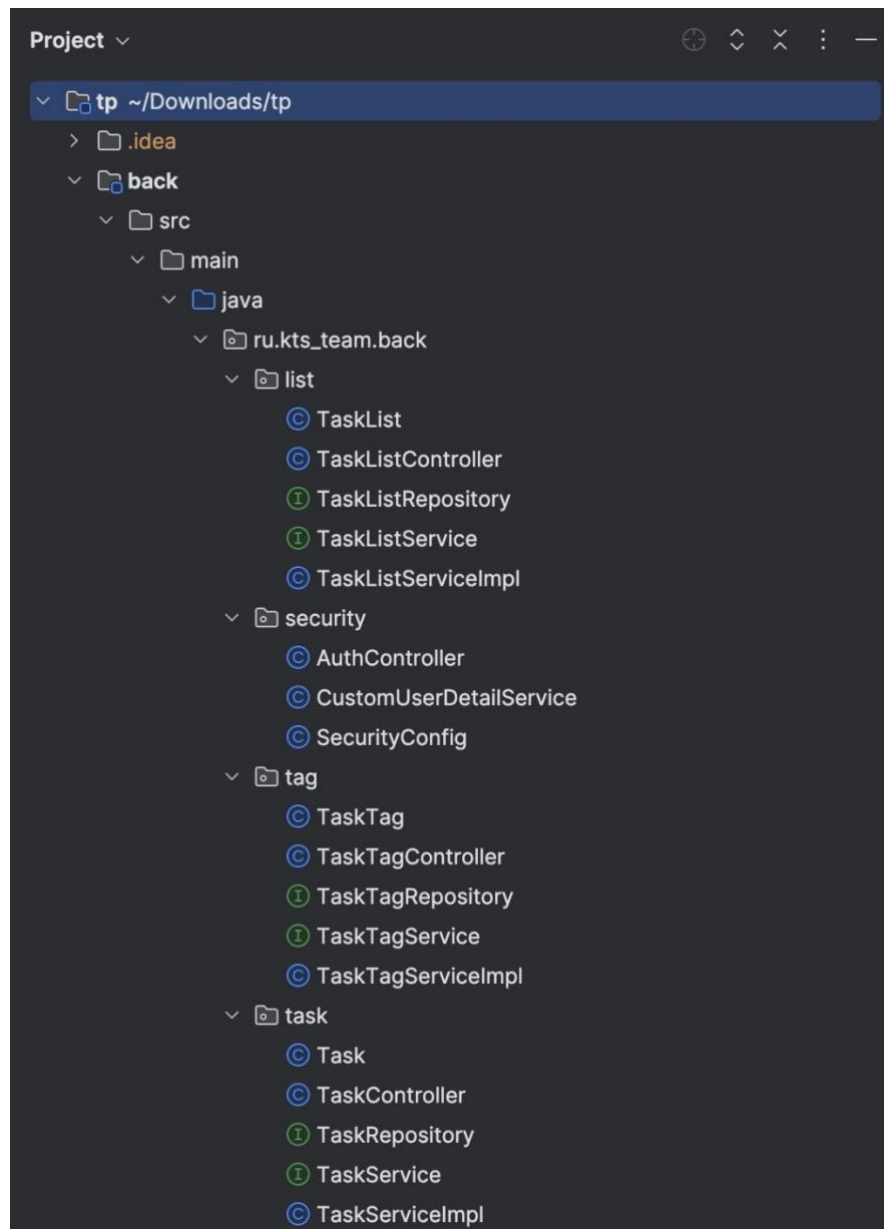 Project
tp ~/Downloads/tp
.idea
back
src
main
java
ru.kts_team.back
list
C TaskList
C TaskListController
I TaskListRepository
I TaskListService
C TaskListServiceImpl
security
C AuthController
C CustomUserDetailService
C SecurityConfig
tag
C TaskTag
C TaskTagController
I TaskTagRepository
I TaskTagService
C TaskTagServiceImpl
task
C Task
C TaskController
I TaskRepository
I TaskService
C TaskServiceImpl